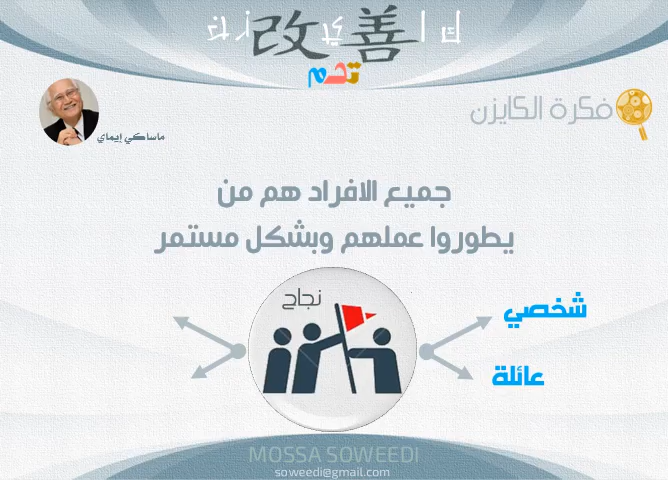 ك ا ي ز ن
改善
تحم
فكرة الكايزن
ماساكي إيماي
جميع الافراد هم من
يطوروا عملهم وبشكل مستمر
نجاح
شخصي
عائلة
MOSSA SOWEEDI
soweedi@gmail.com